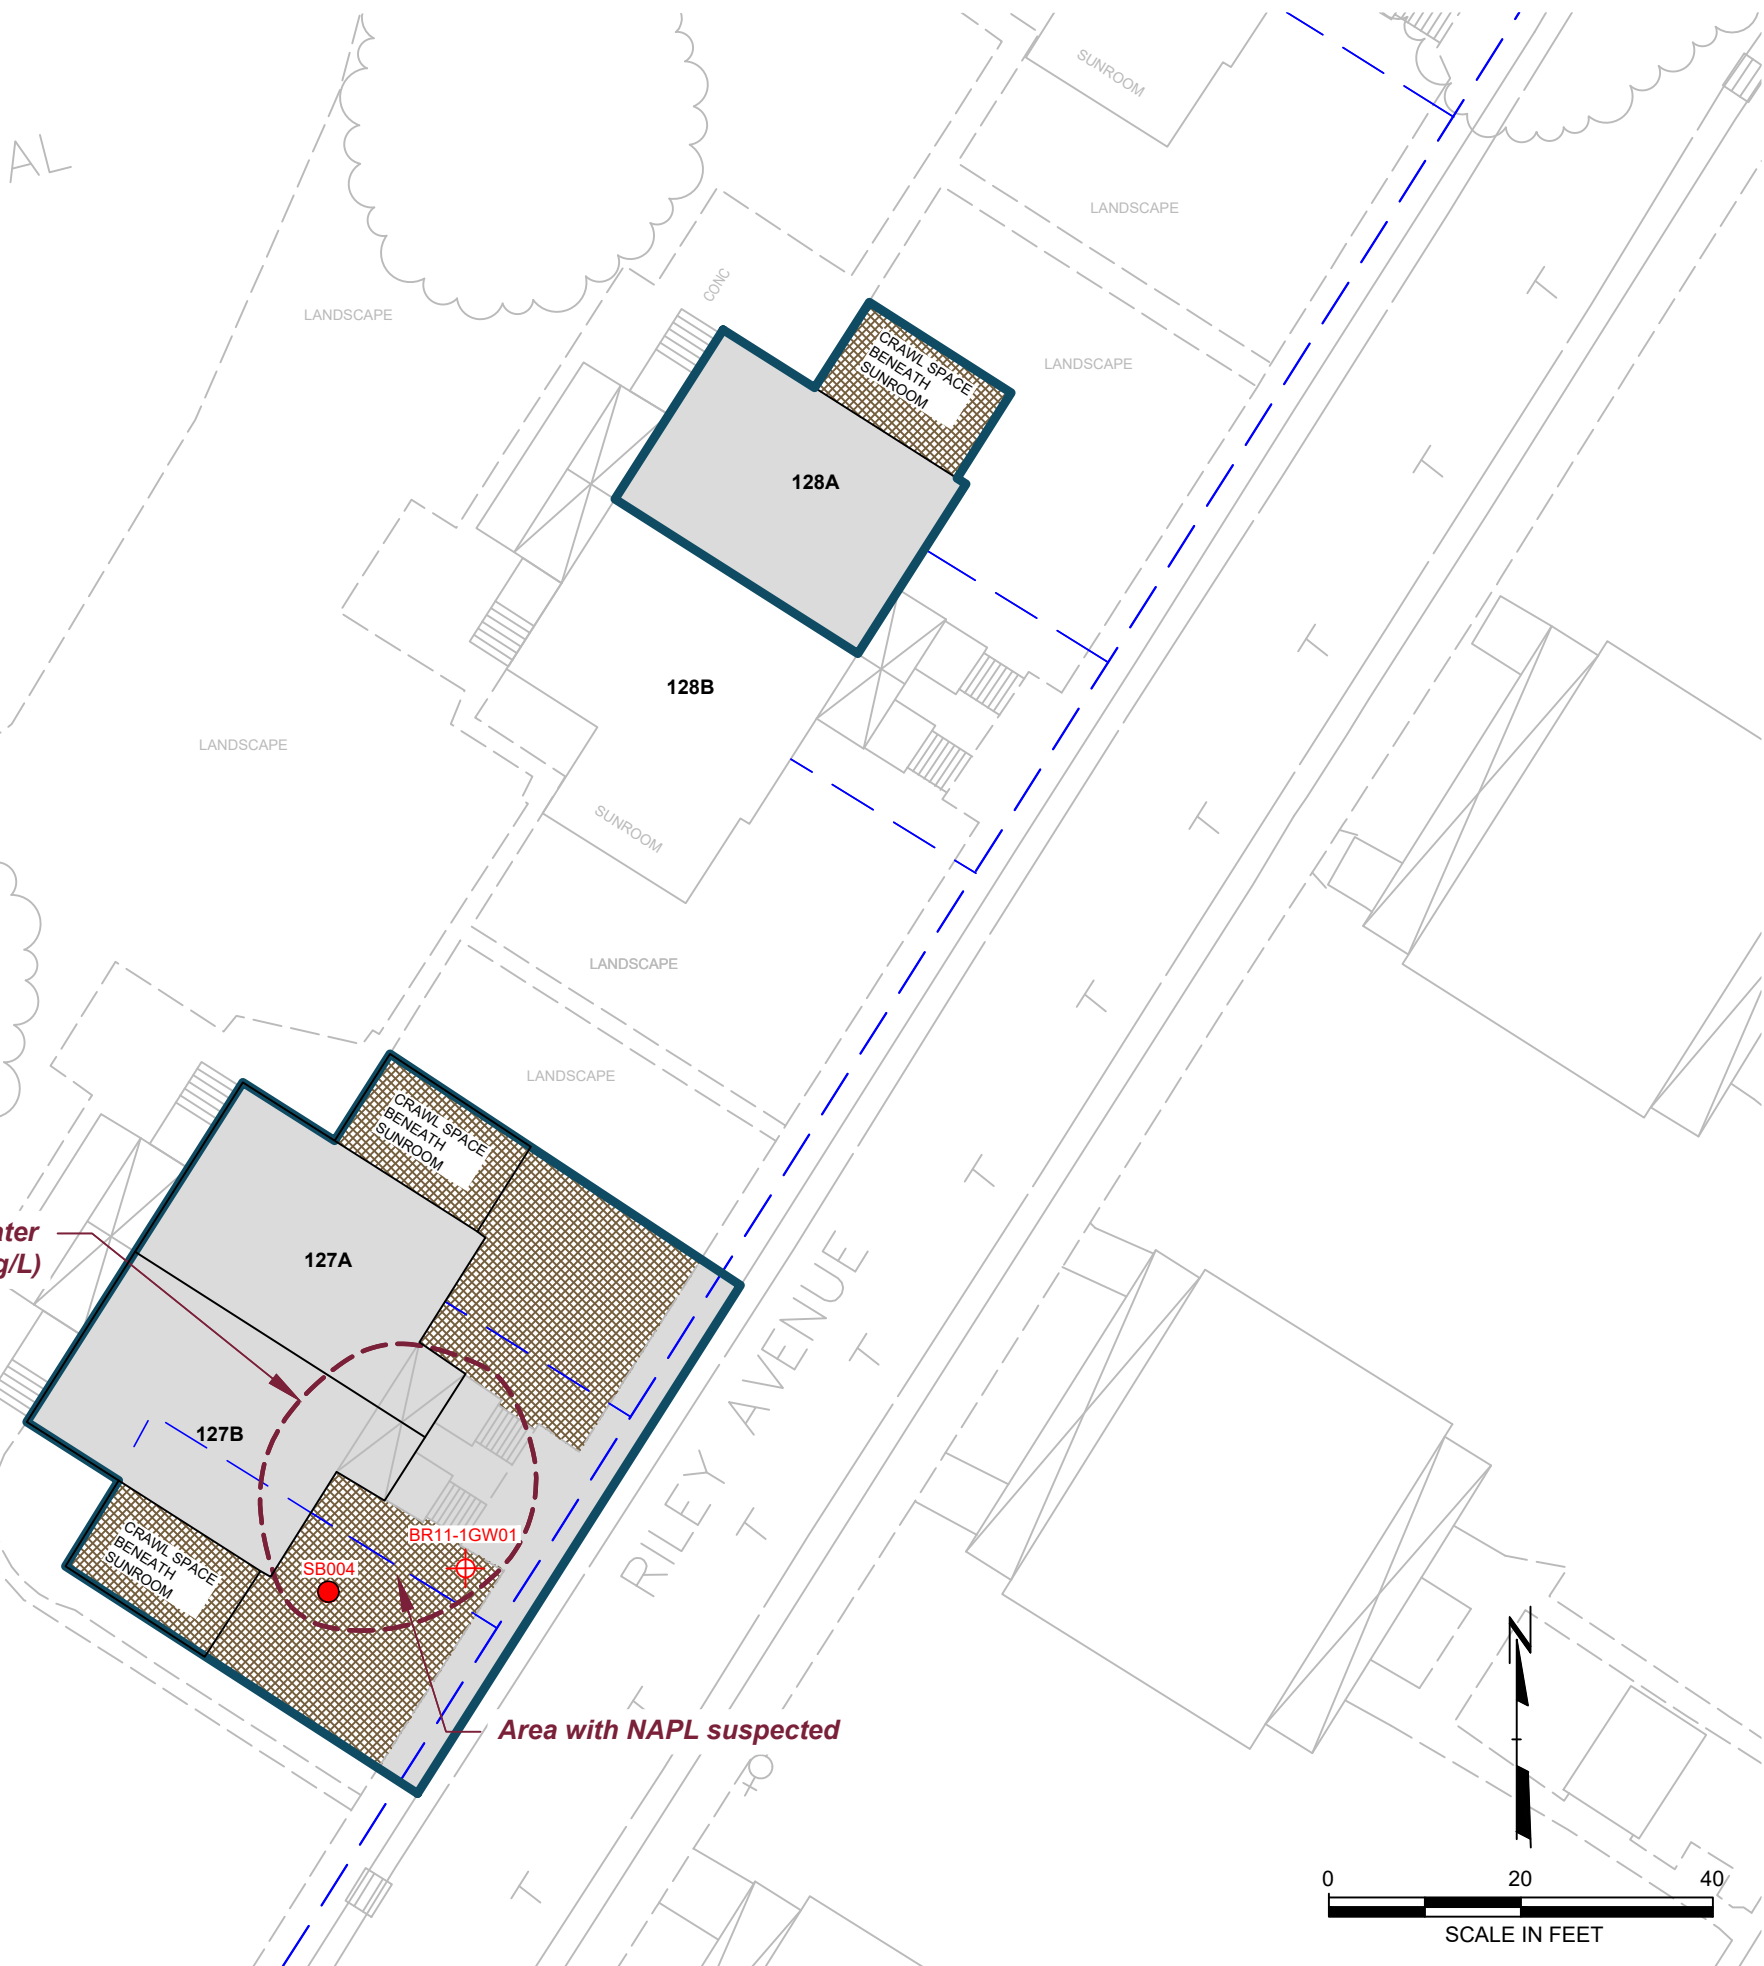 SUNROOM
AL
LANDSCAPE
CONC
LANDSCAPE
CRAWL SPACE
BENEATH
SUNROOM
LANDSCAPE
128A
128B
LANDSCAPE
SUNROOM
LANDSCAPE
LANDSCAPE
CRAWL SPACE
BENEATH
SUNROOM
g/L)
127A
RILEY AVENUE
127B
BR11-1GW01
SB004
CRAWL SPACE
BENEATH
SUNROOM
N
Area with NAPL suspected
0 20 40
SCALE IN FEET